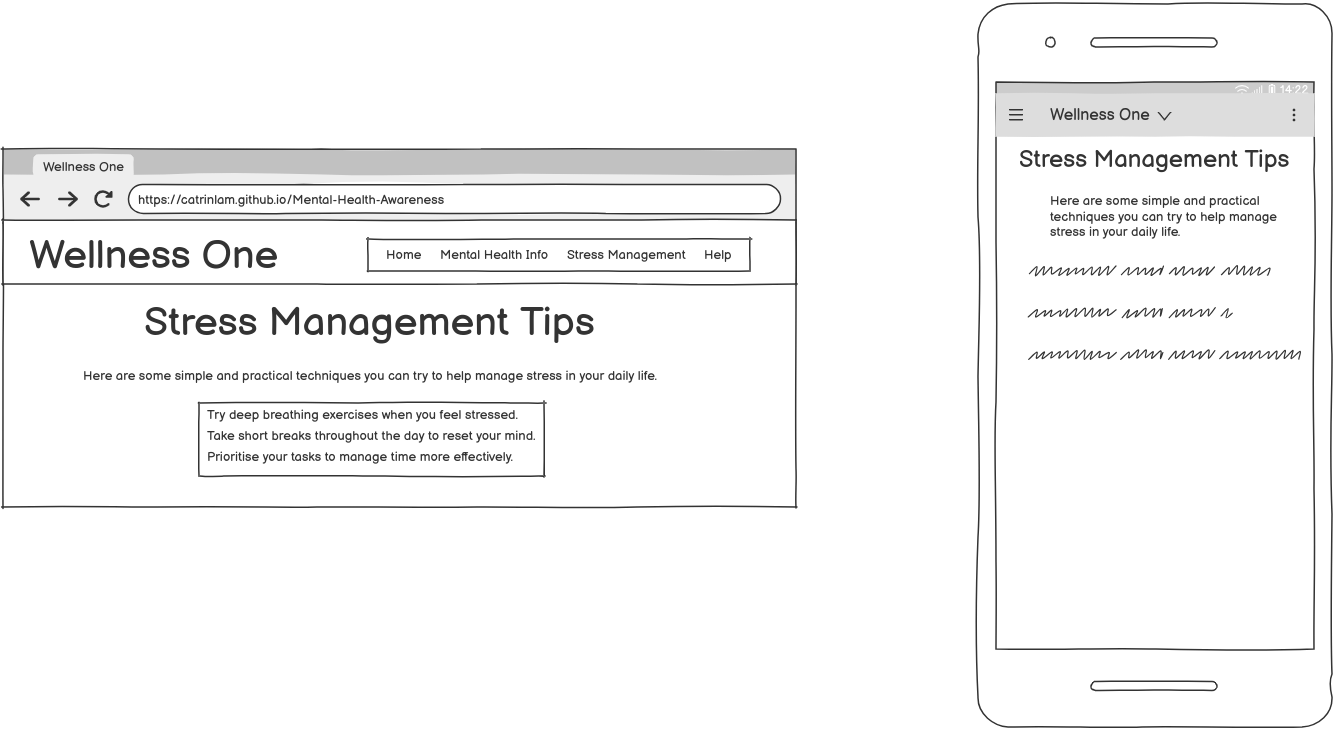 Wellness One
https://catrinlam.github.io/Mental-Health-Awareness
Wellness One
Home Mental Health Info Stress Management Help
Stress Management Tips
Here are some simple and practical techniques you can try to help manage stress in your daily life.
Try deep breathing exercises when you feel stressed.
Take short breaks throughout the day to reset your mind.
Prioritise your tasks to manage time more effectively.
14:22
Wellness One
Stress Management Tips
Here are some simple and practical
techniques you can try to help manage
stress in your daily life.